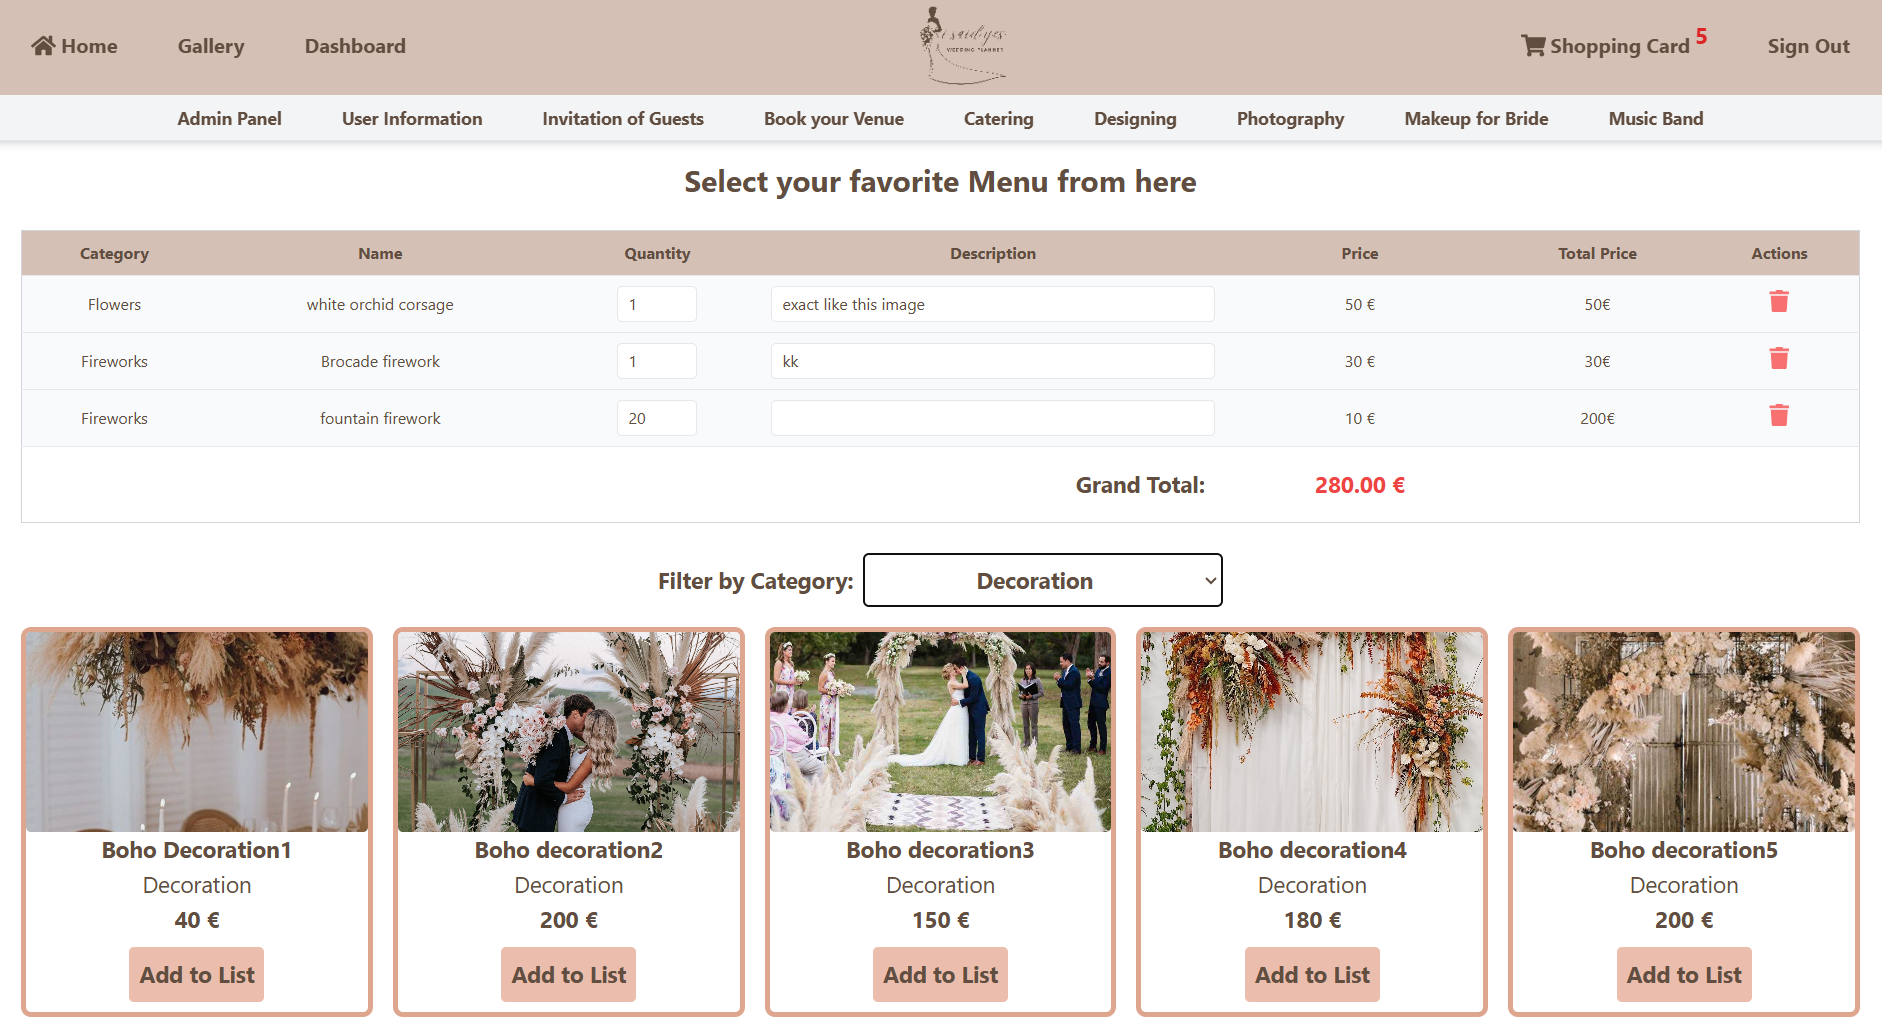 Home Gallery Dashboard i said yes Shopping Card 5 Sign Out
WEDDING PLANNER
Admin Panel User Information Invitation of Guests Book your Venue Catering Designing Photography Makeup for Bride Music Band
Select your favorite Menu from here
Category Name Quantity Description Price Total Price Actions
Flowers white orchid corsage 1 exact like this image 50 € 50€
Fireworks Brocade firework 1 kk 30 € 30€
Fireworks fountain firework 20 10 € 200€
Grand Total: 280.00 €
Filter by Category: Decoration
Boho Decoration1 Boho decoration2 Boho decoration3 Boho decoration4 Boho decoration5
Decoration Decoration Decoration Decoration Decoration
40 € 200 € 150 € 180 € 200 €
Add to List Add to List Add to List Add to List Add to List